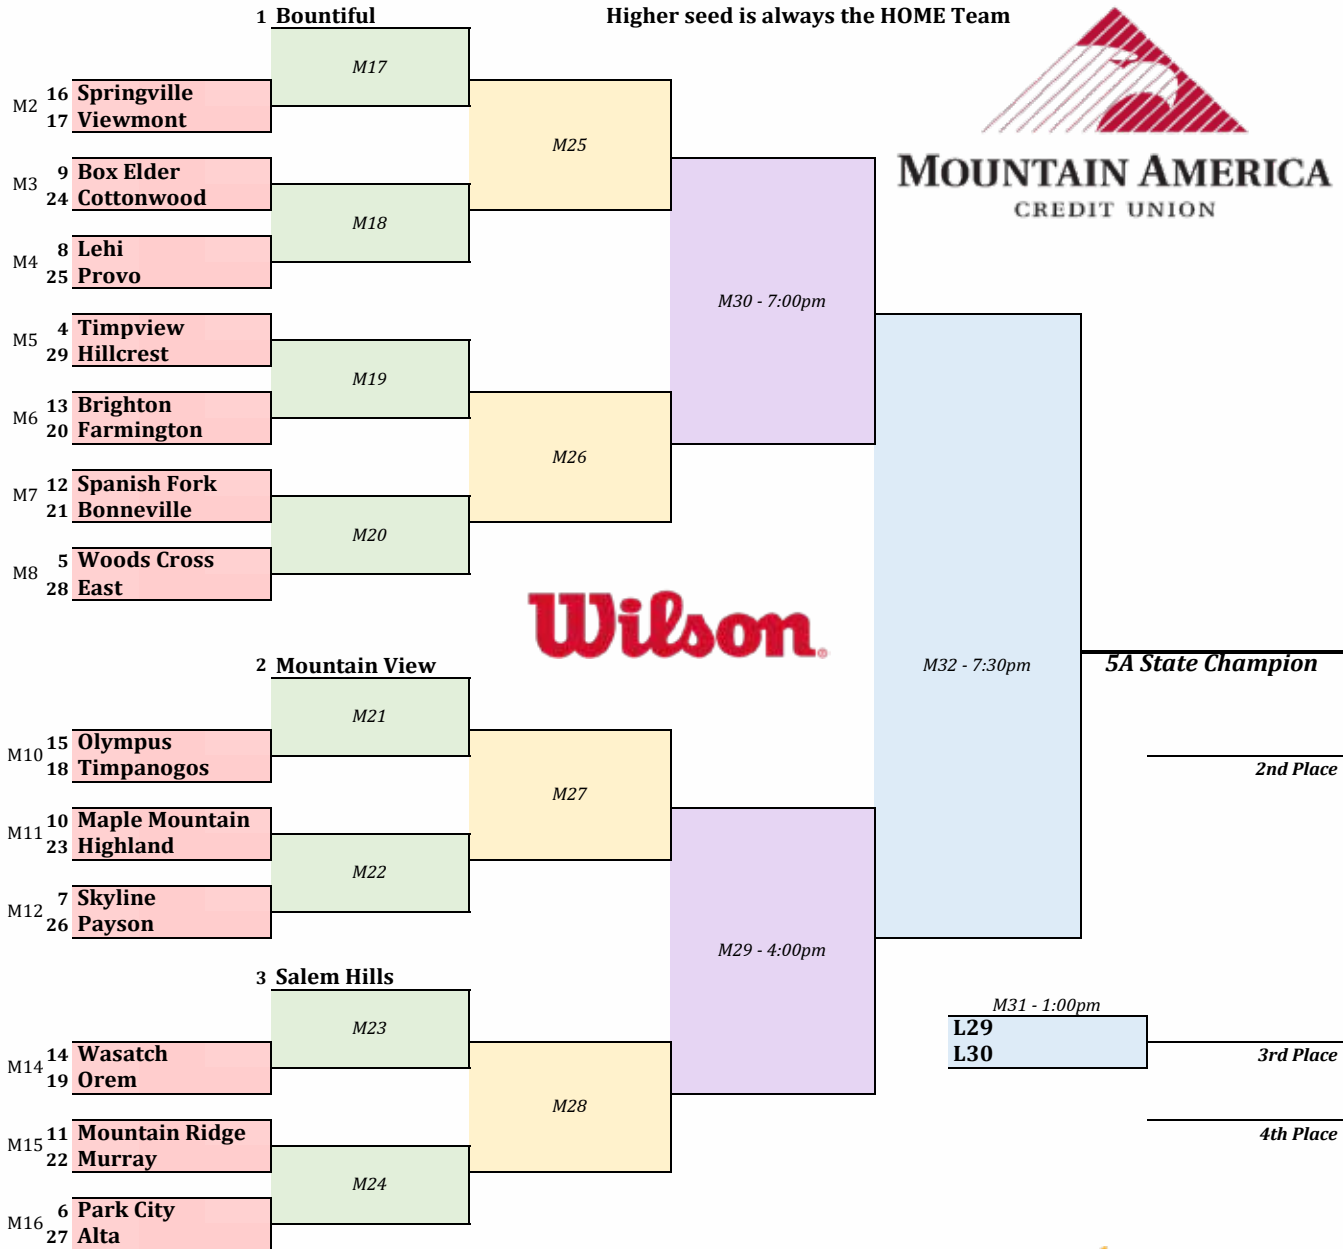 1 Bountiful
Higher seed is always the HOME Team
M17
M2
16 Springville
17 Viewmont
M25
M3
9 Box Elder
24 Cottonwood
MOUNTAIN AMERICA
CREDIT UNION
M18
M4
8 Lehi
25 Provo
M30 - 7:00pm
M5
4 Timpview
29 Hillcrest
M19
M6
13 Brighton
20 Farmington
M26
M7
12 Spanish Fork
21 Bonneville
M20
M8
5 Woods Cross
28 East
Wilson®
2 Mountain View
M32 - 7:30pm
5A State Champion
M21
M10
15 Olympus
18 Timpanogos
2nd Place
M27
M11
10 Maple Mountain
23 Highland
M22
M12
7 Skyline
26 Payson
M29 - 4:00pm
3 Salem Hills
M31 - 1:00pm
M23
L29
L30
3rd Place
M14
14 Wasatch
19 Orem
M28
M15
11 Mountain Ridge
22 Murray
4th Place
M24
M16
6 Park City
27 Alta